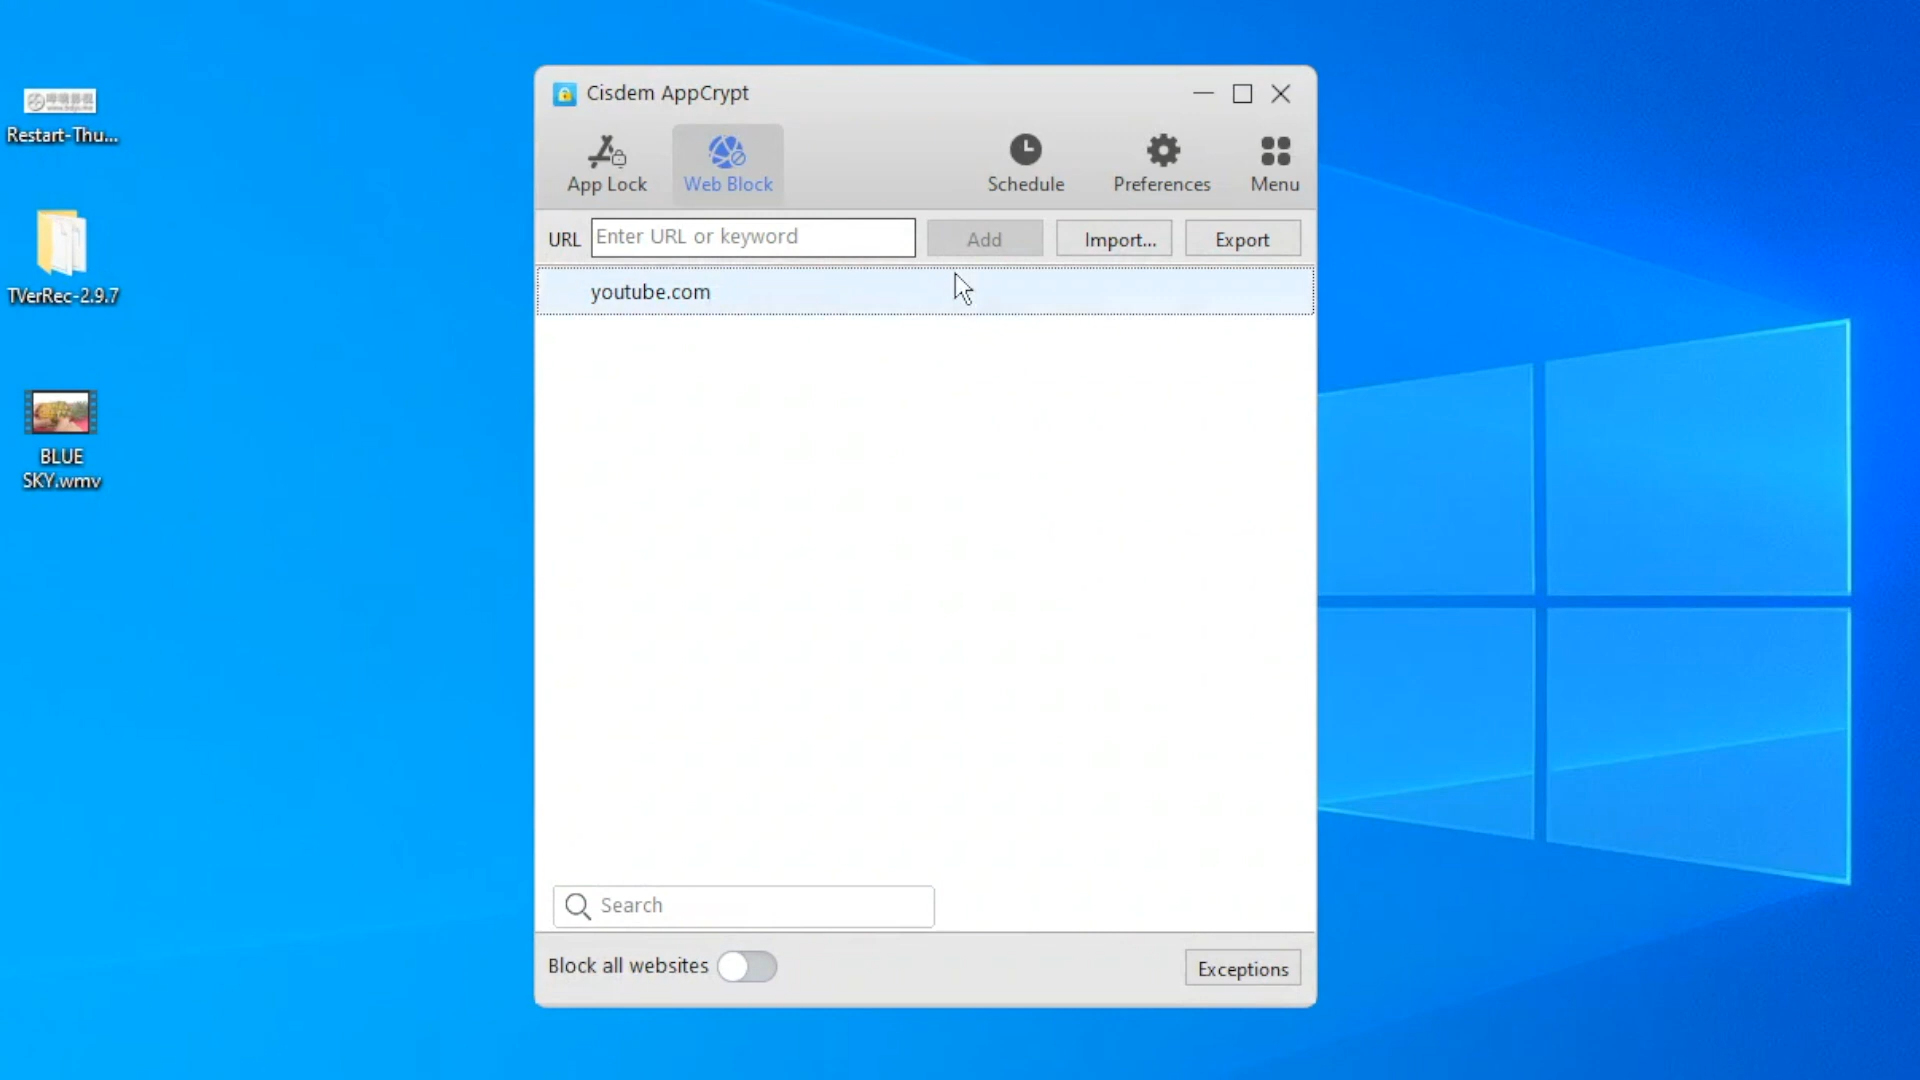 Restart-Thu...
TVerRec-2.9.7
BLUE
SKY.wmv
Cisdem AppCrypt
App Lock
Web Block
Schedule
Preferences
Menu
URL
Enter URL or keyword
Add
Import...
Export
youtube.com
Search
Block all websites
Exceptions